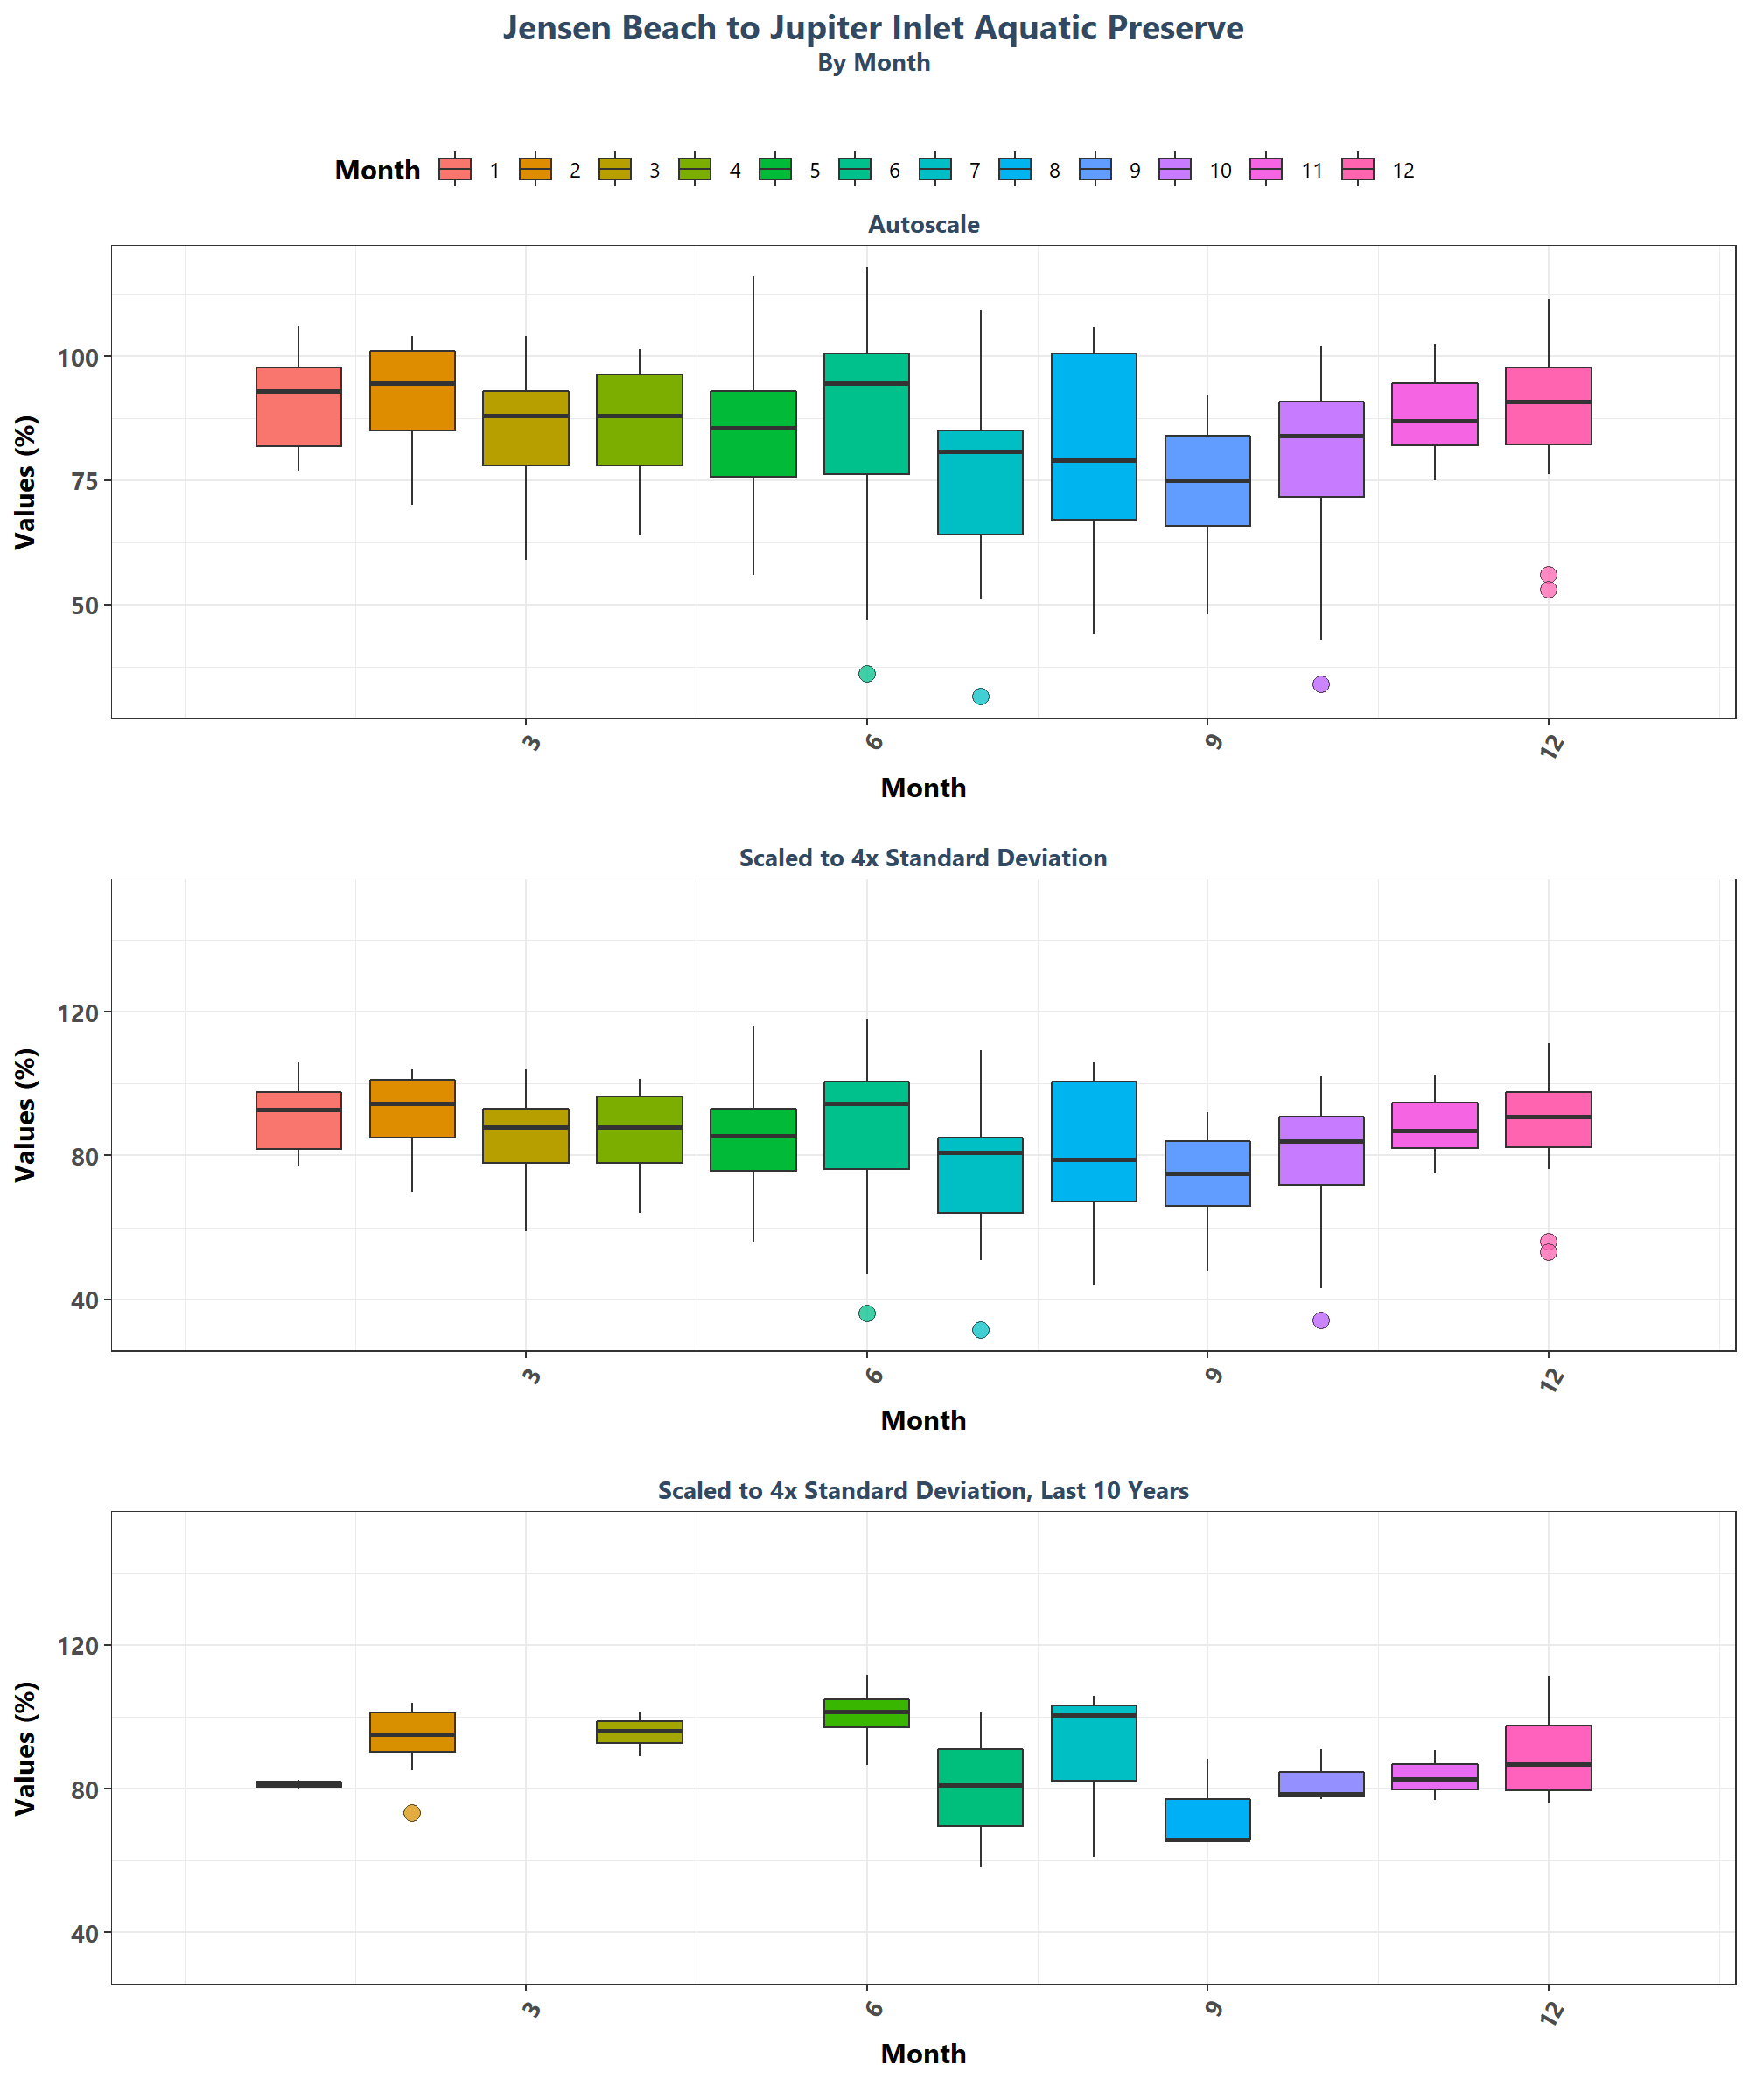 Jensen Beach to Jupiter Inlet Aquatic Preserve
By Month
Month 1 2 3 4 5 6 7 8 9 10 11 12
Autoscale
Values (%)
100
75
50
3 6 9 12
Month
Scaled to 4x Standard Deviation
Values (%)
120
80
40
3 6 9 12
Month
Scaled to 4x Standard Deviation, Last 10 Years
Values (%)
120
80
40
3 6 9 12
Month